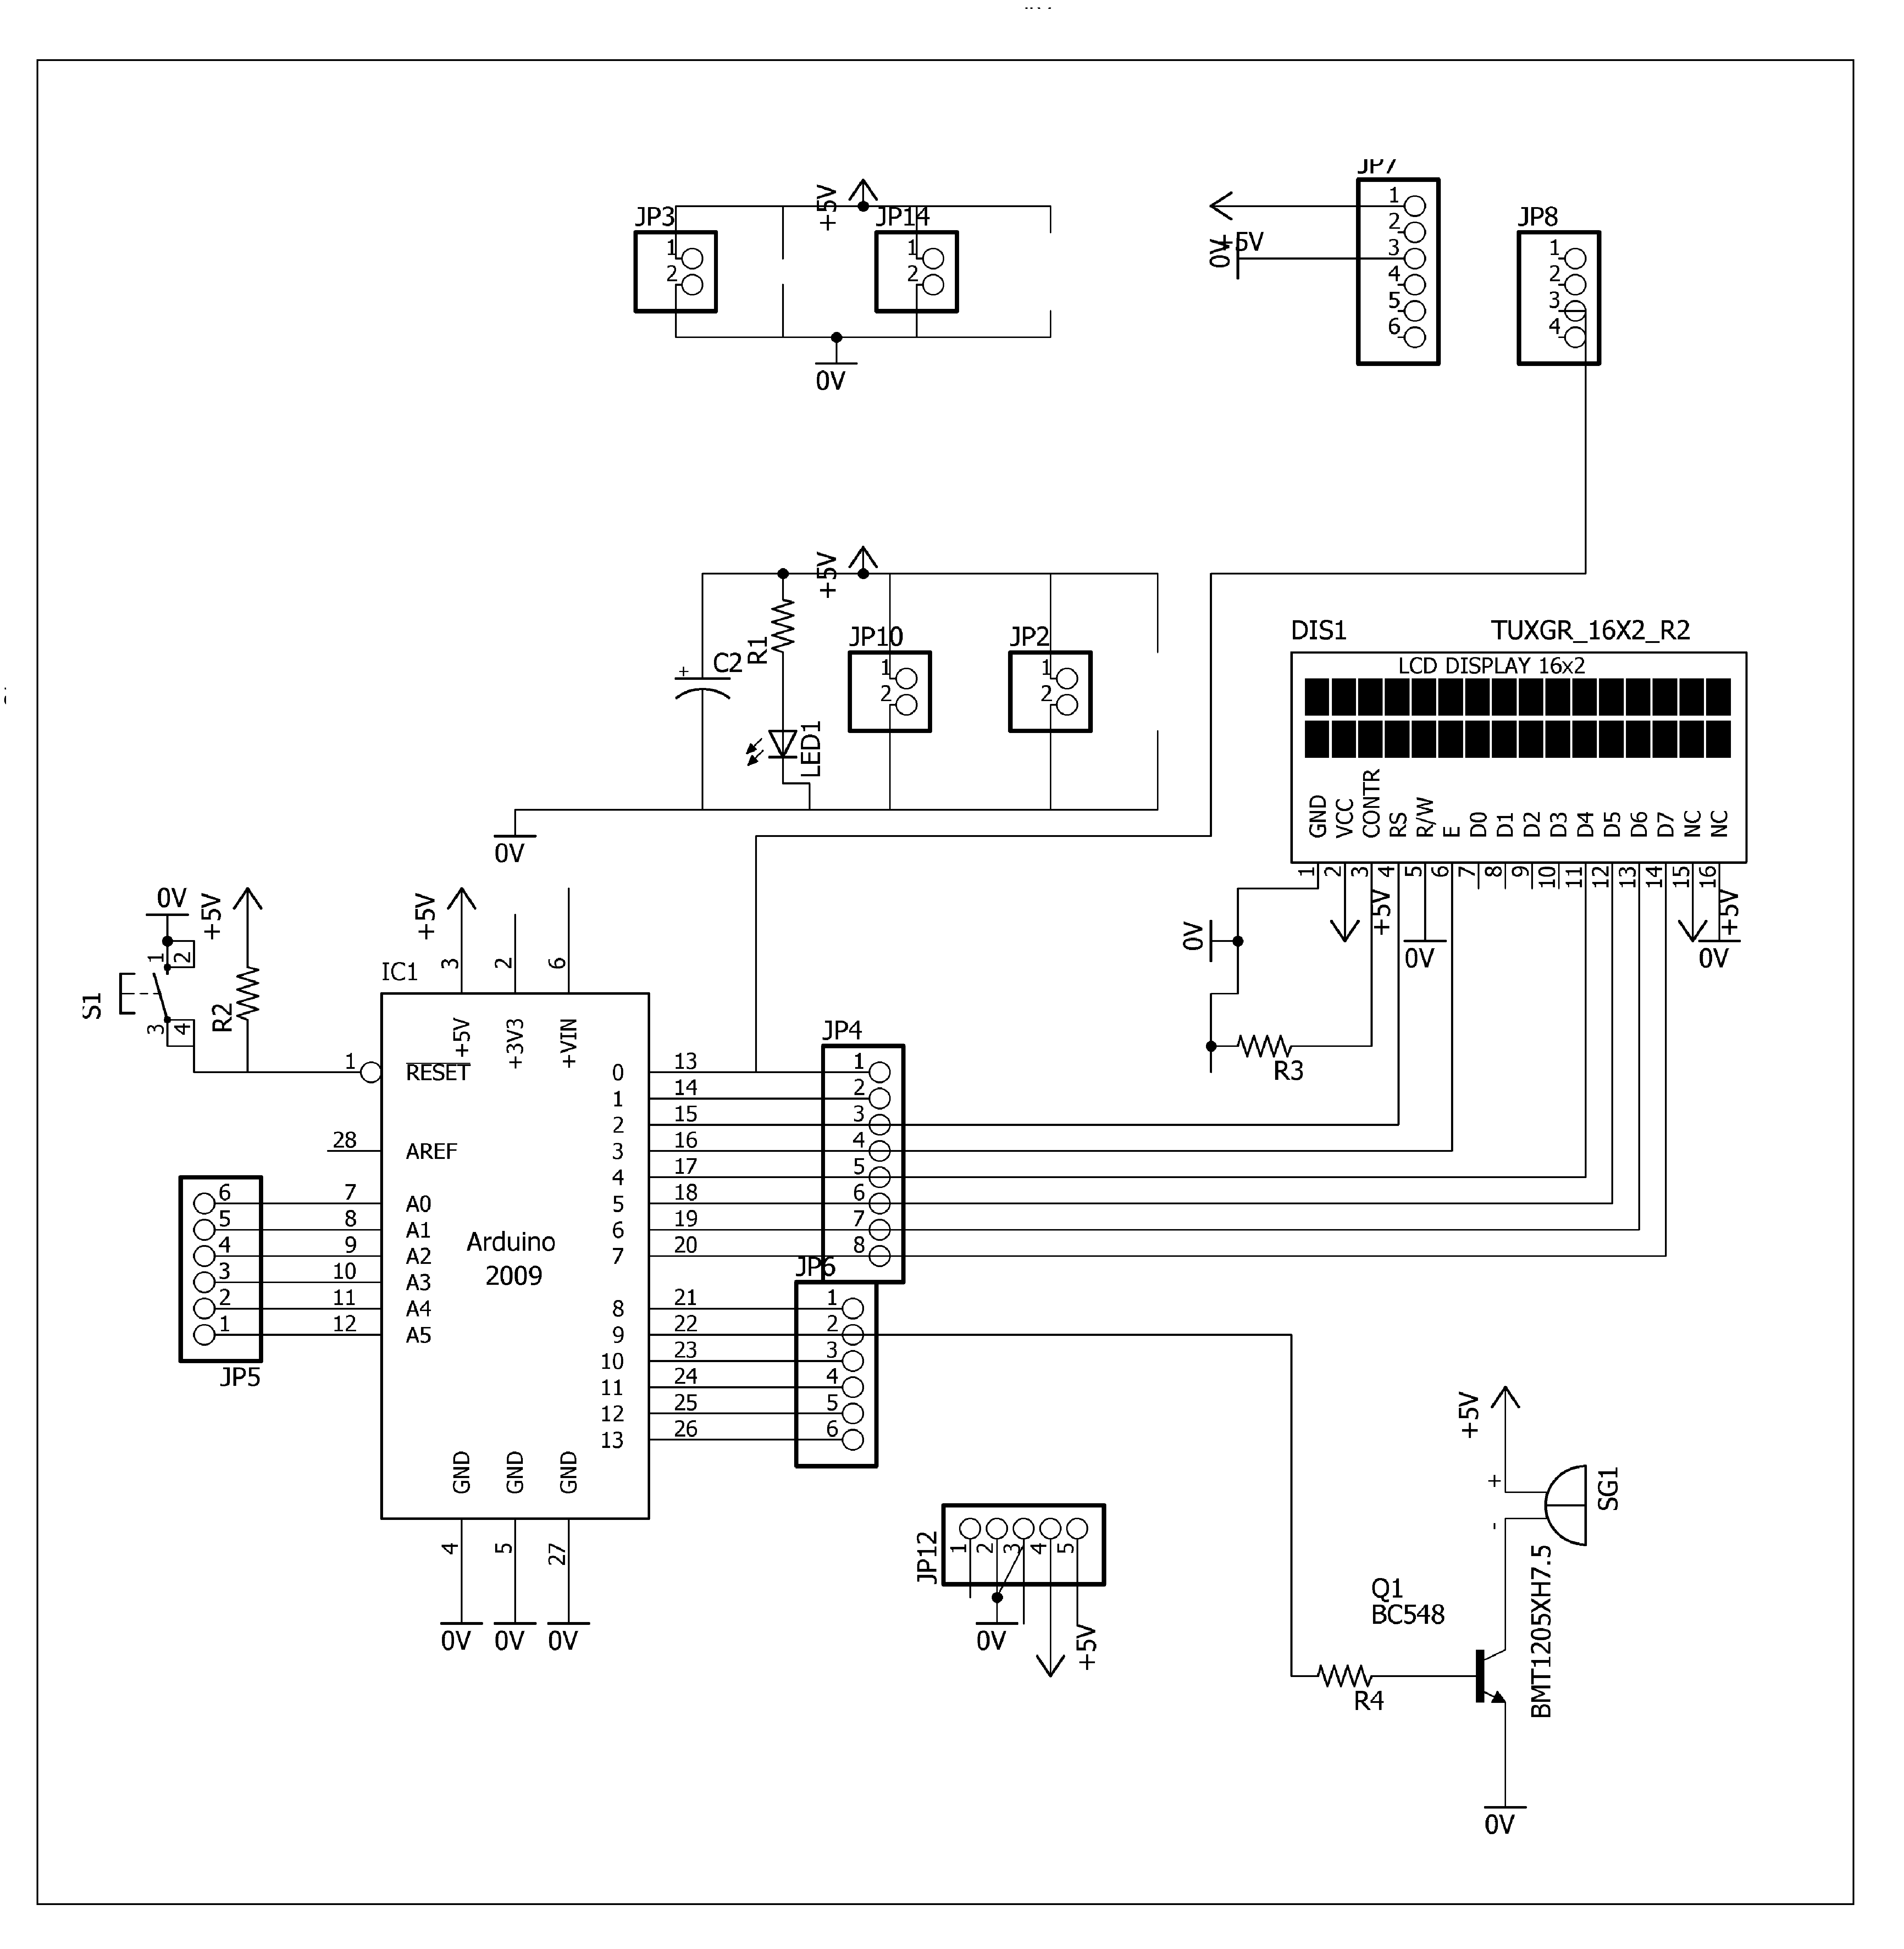 JP7
+5V
JP3
1
2
JP14
1
2
0V
+5V
0V
1
2
3
4
5
6
JP8
1
2
3
4
+5V
R1
C2
+
LED1
JP10
1
2
JP2
1
2
0V
DIS1 TUXGR_16X2_R2
LCD DISPLAY 16x2
GND VCC CONTR RS R/W E D0 D1 D2 D3 D4 D5 D6 D7 NC NC
1 2 3 4 5 6 7 8 9 10 11 12 13 14 15 16
+5V
0V
0V
+5V
0V
R3
0V
+5V
1 2
3 4
S1
R2
+5V
3 2 6
IC1
+5V +3V3 +VIN
1 RESET
28 AREF
7 A0
8 A1
9 A2
10 A3
11 A4
12 A5
6
5
4
3
2
1
JP5
Arduino
2009
JP4
0 13 1
1 14 2
2 15 3
3 16 4
4 17 5
5 18 6
6 19 7
7 20 8
JP6
8 21 1
9 22 2
10 23 3
11 24 4
12 25 5
13 26 6
GND GND GND
4 5 27
0V 0V 0V
JP12
1 2 3 4 5
0V
+5V
+5V
+
-
SG1
BMT1205XH7.5
Q1
BC548
R4
0V